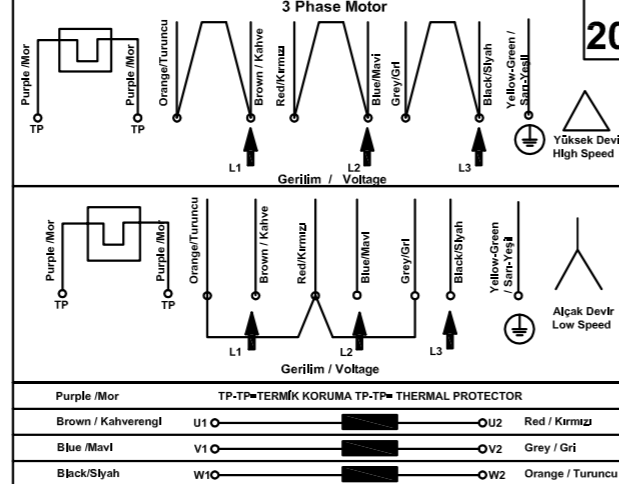 3 Phase Motor
20
Purple /Mor
Purple /Mor
Orange/Turuncu
Brown / Kahve
Red/Kırmızı
Blue/Mavi
Grey/Gri
Black/Siyah
Yellow-Green /
Sarı-Yeşil
TP
TP
L1
L2
L3
Yüksek Devi
High Speed
Gerilim / Voltage
Purple /Mor
Purple /Mor
Orange/Turuncu
Brown / Kahve
Red/Kırmızı
Blue/Mavi
Grey/Gri
Black/Siyah
Yellow-Green
/ Sarı-Yeşil
TP
TP
L1
L2
L3
Alçak Devir
Low Speed
Gerilim / Voltage
Purple /Mor TP-TP=TERMİK KORUMA TP-TP= THERMAL PROTECTOR
Brown / Kahverengi U1 U2 Red / Kırmızı
Blue /Mavi V1 V2 Grey / Gri
Black/Siyah W1 W2 Orange / Turuncu